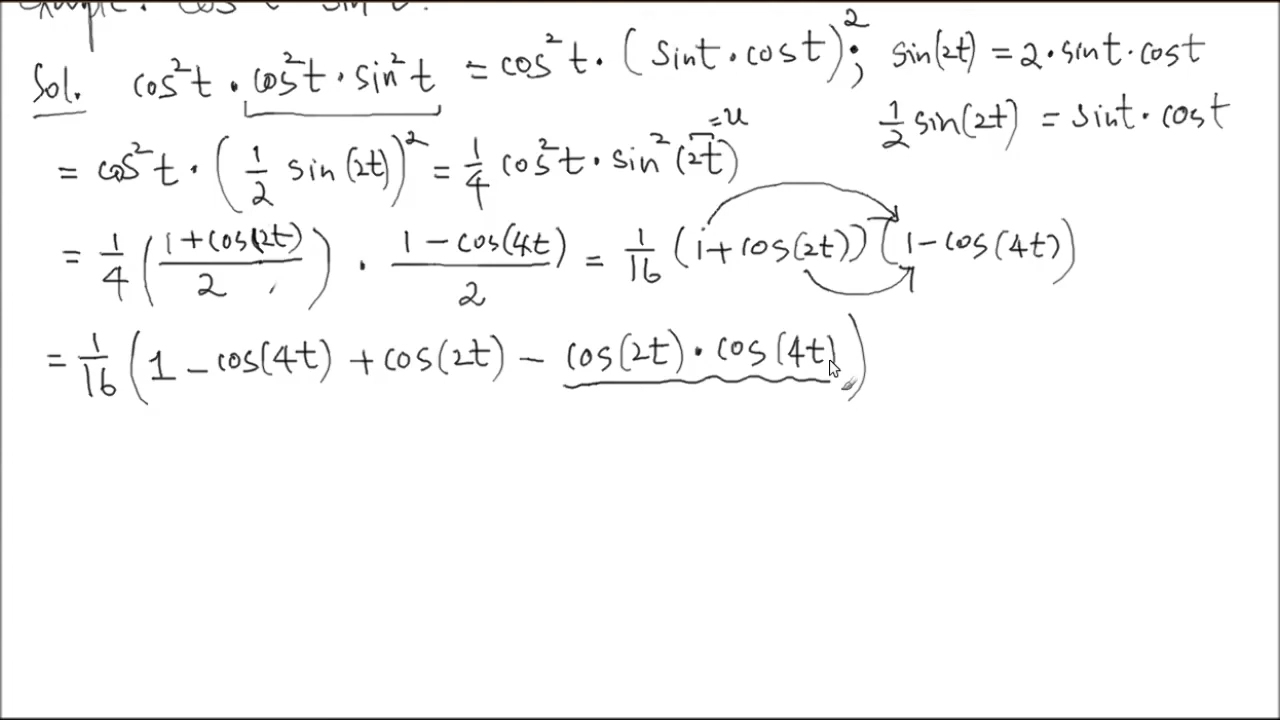 Example: cos t sin t.
Sol. cos²t · cos²t · sin²t = cos²t · (sint · cost)² ; sin(2t) = 2 · sint · cost
½ sin(2t) = sint · cost
= cos²t · (½ sin(2t))² = ¼ cos²t · sin²(2t) =u
= ¼ ((1+cos(2t))/2) · (1-cos(4t))/2 = 1/16 (1+cos(2t)) (1-cos(4t))
= 1/16 (1 - cos(4t) + cos(2t) - cos(2t) · cos(4t))